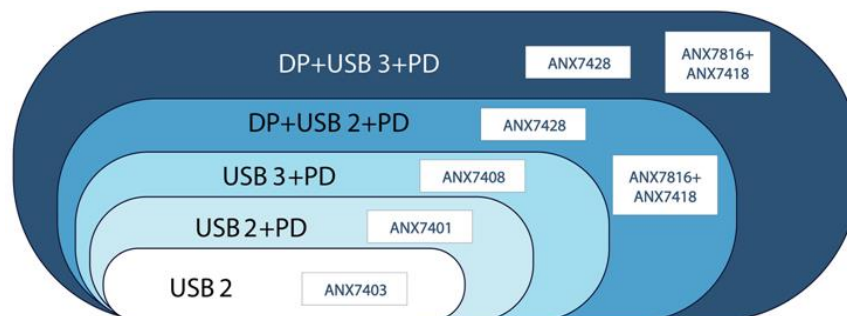 DP+USB 3+PD
ANX7428
ANX7816+
ANX7418
DP+USB 2+PD
ANX7428
USB 3+PD
ANX7408
ANX7816+
ANX7418
USB 2+PD
ANX7401
USB 2
ANX7403